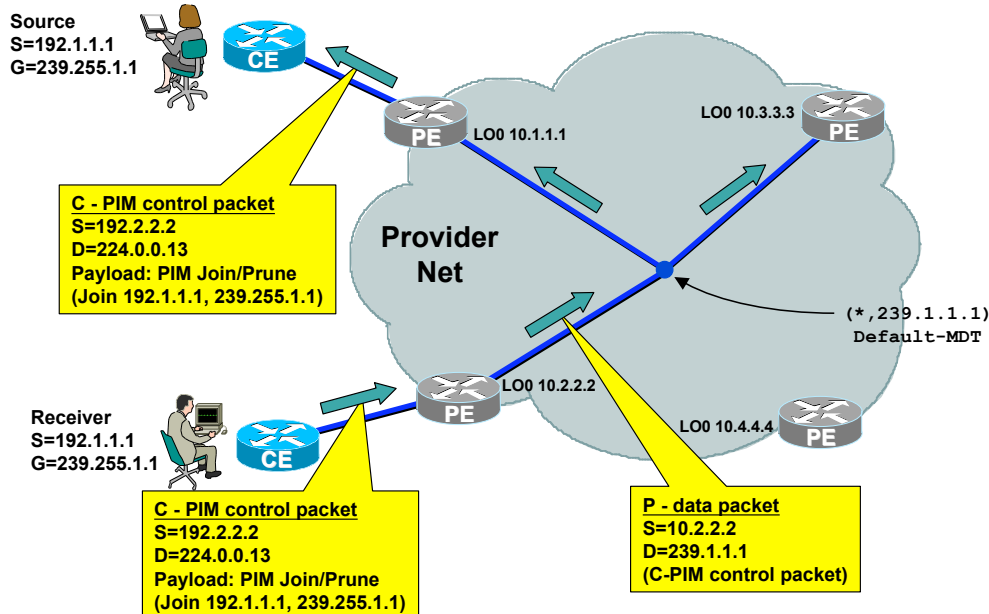 Source
S=192.1.1.1
G=239.255.1.1
CE
PE
LO0 10.1.1.1
LO0 10.3.3.3
PE
C - PIM control packet
S=192.2.2.2
D=224.0.0.13
Payload: PIM Join/Prune
(Join 192.1.1.1, 239.255.1.1)
Provider
Net
(*,239.1.1.1)
Default-MDT
LO0 10.2.2.2
PE
Receiver
S=192.1.1.1
G=239.255.1.1
CE
LO0 10.4.4.4
PE
C - PIM control packet
S=192.2.2.2
D=224.0.0.13
Payload: PIM Join/Prune
(Join 192.1.1.1, 239.255.1.1)
P - data packet
S=10.2.2.2
D=239.1.1.1
(C-PIM control packet)